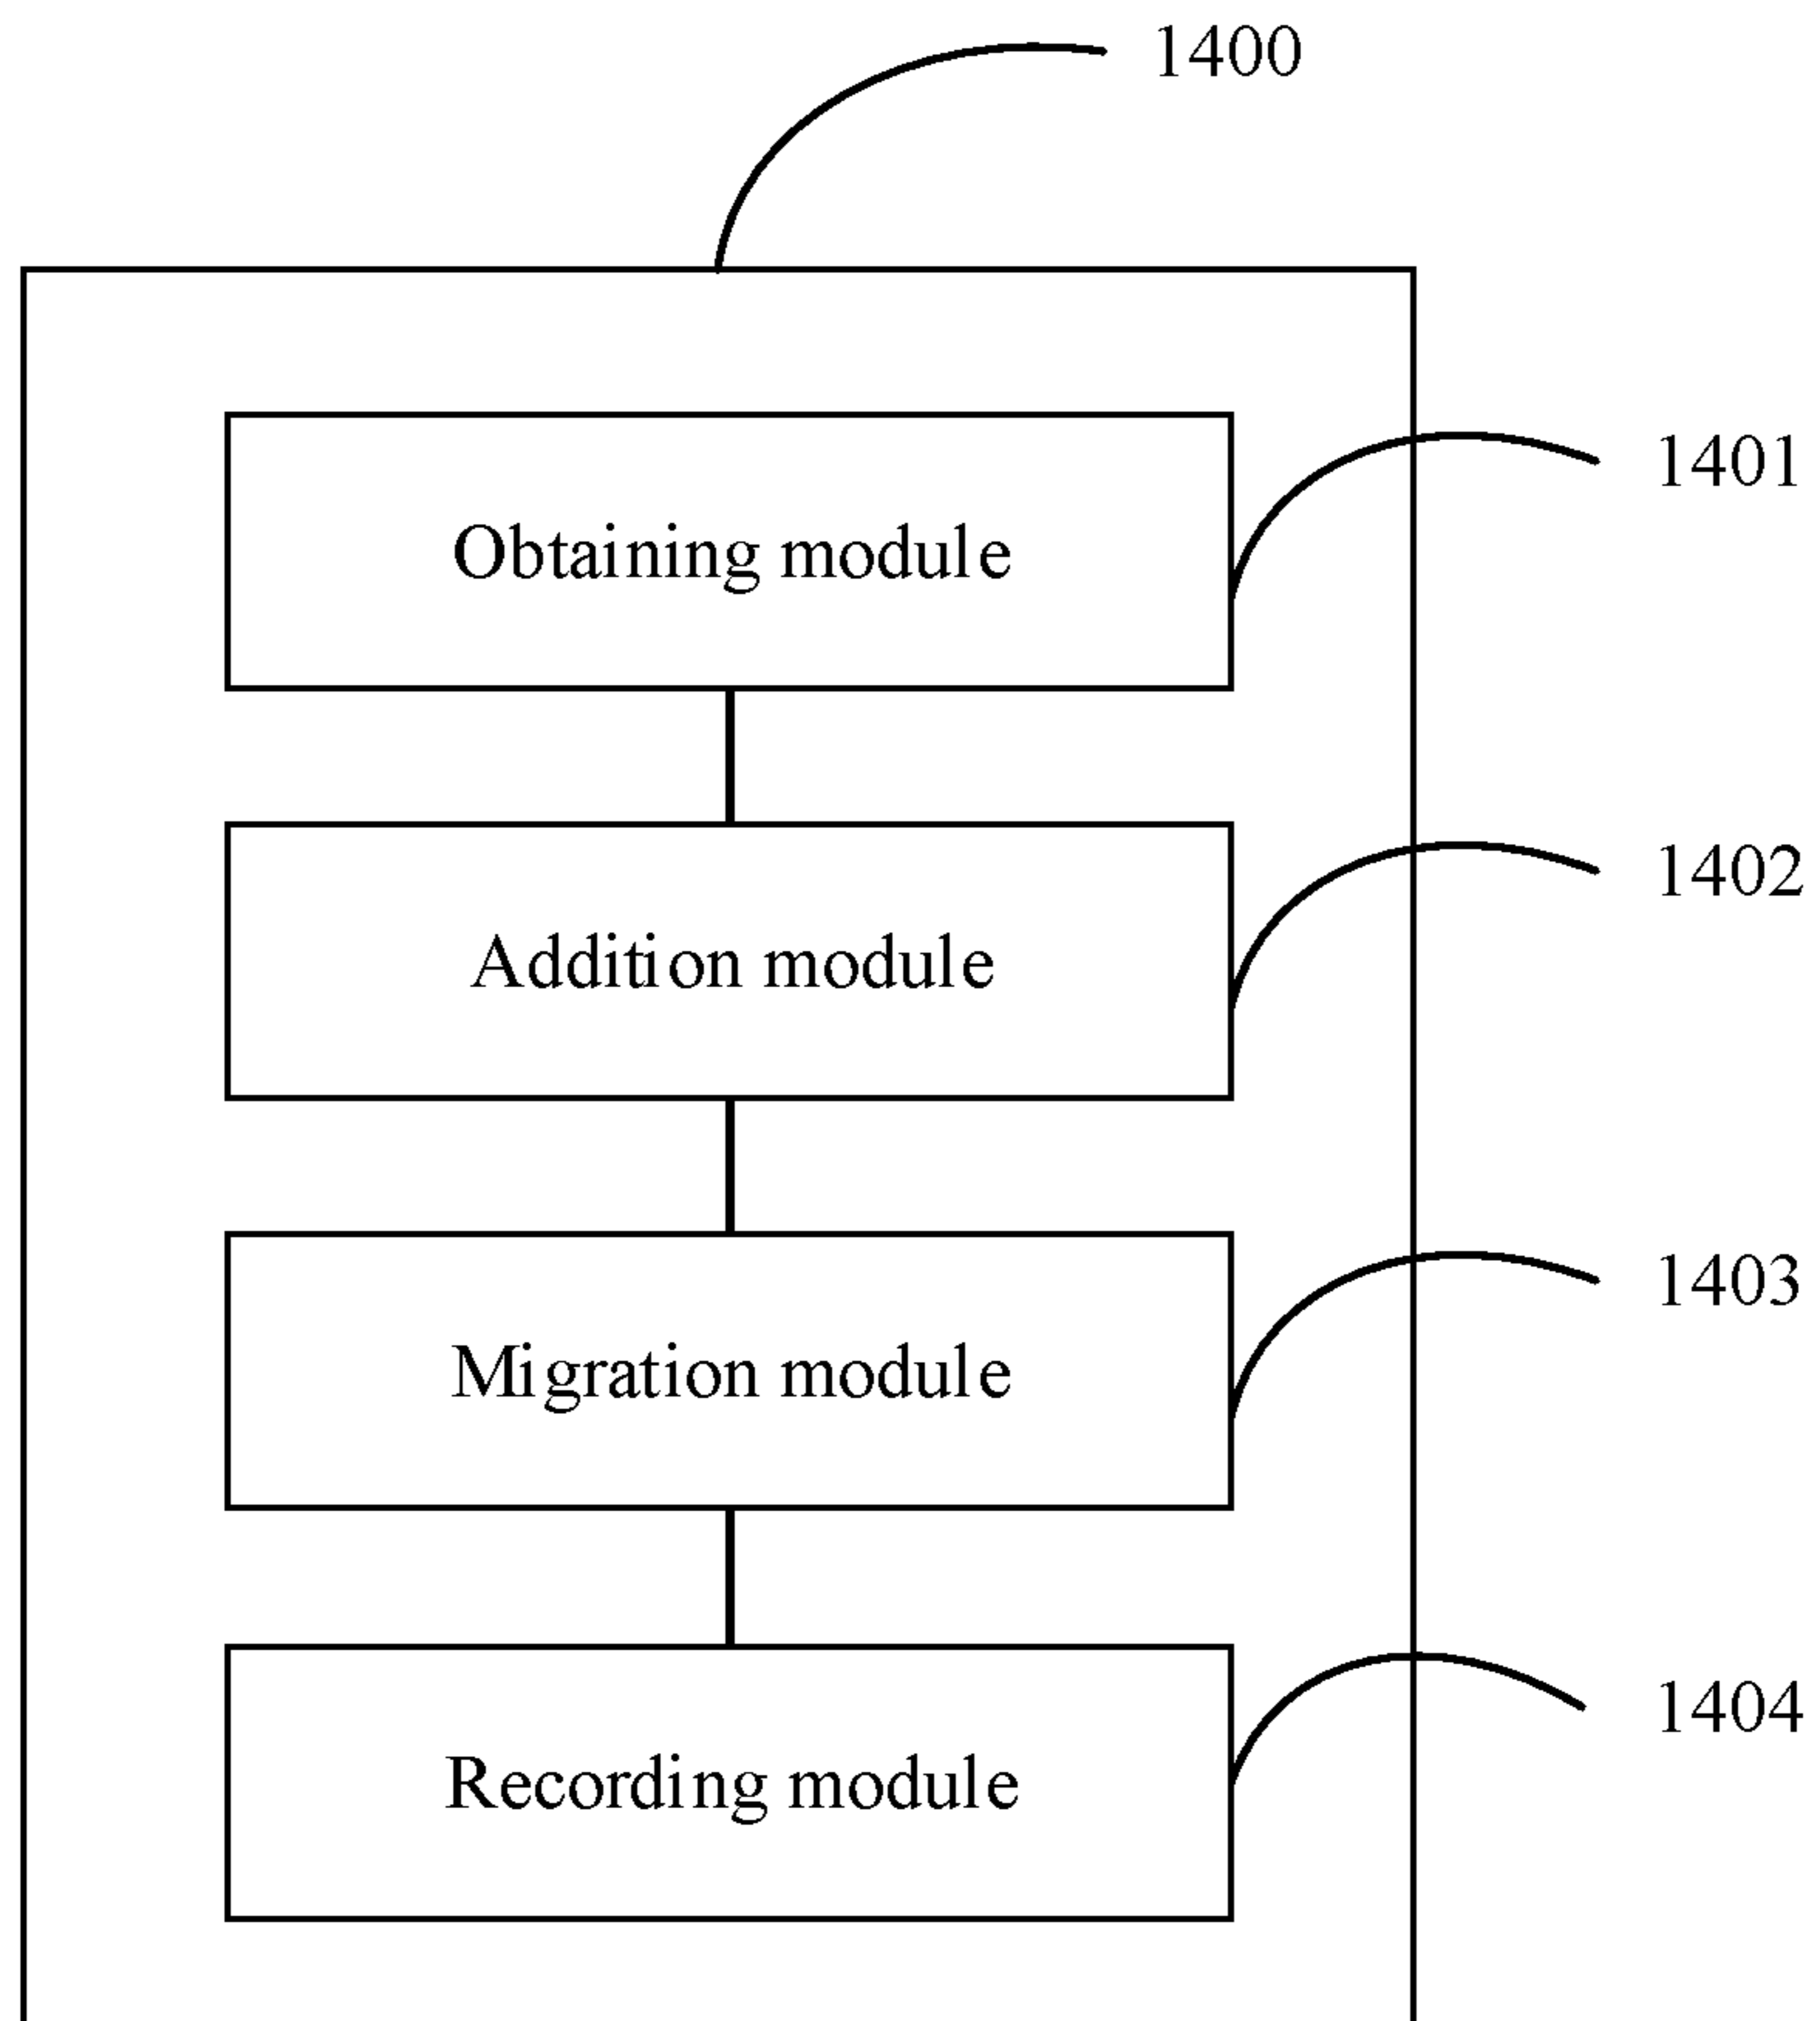 1400
1401
Obtaining module
1402
Addition module
1403
Migration module
1404
Recording module